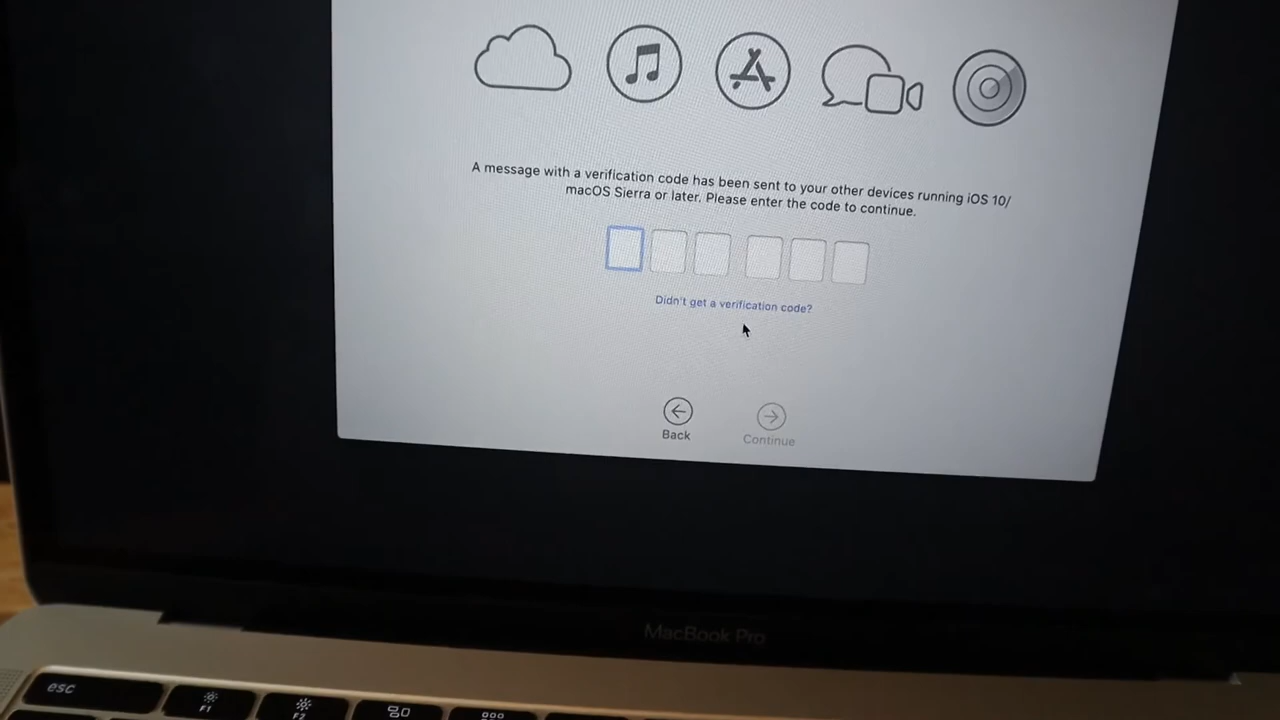 A message with a verification code has been sent to your other devices running iOS 10/
macOS Sierra or later. Please enter the code to continue.
Didn't get a verification code?
Back
Continue
MacBook Pro
esc
F1
F2